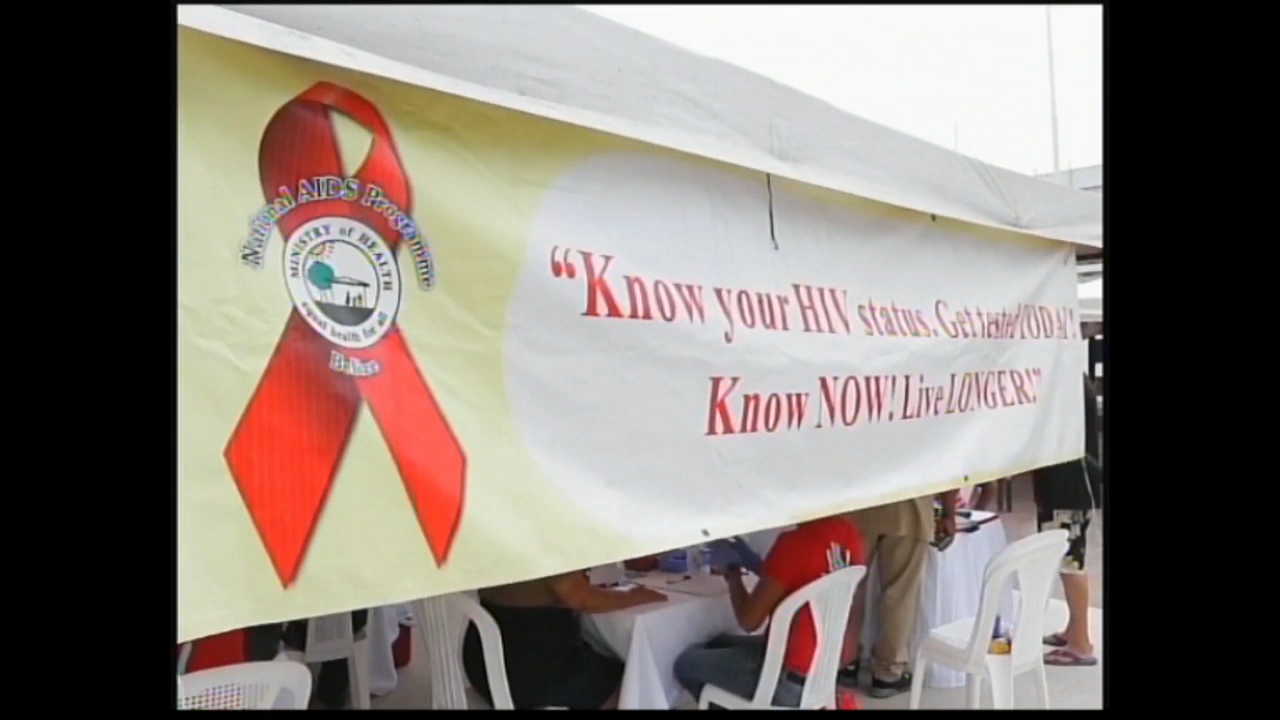 National AIDS Programme
MINISTRY of HEALTH
equal health for all
Belize
“Know your HIV status. Get tested TODAY!
Know NOW! Live LONGER!”